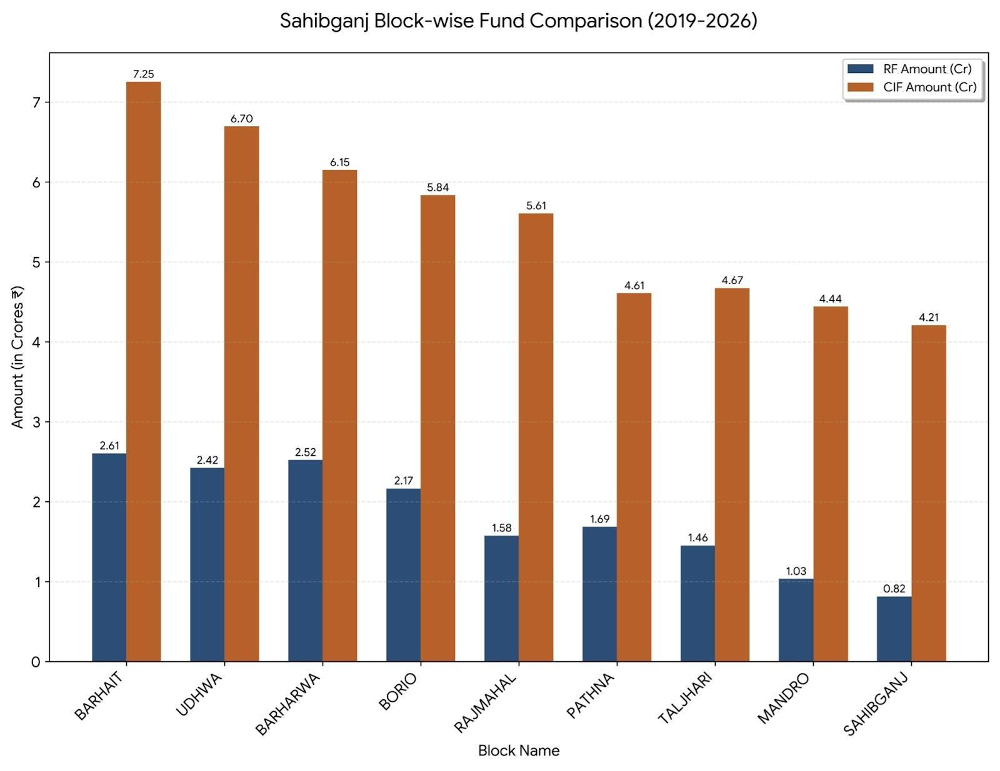 Sahibganj Block-wise Fund Comparison (2019-2026)
RF Amount (Cr)
CIF Amount (Cr)
Amount (in Crores ₹)
7
6
5
4
3
2
1
0
2.61
7.25
2.42
6.70
2.52
6.15
2.17
5.84
1.58
5.61
1.69
4.61
1.46
4.67
1.03
4.44
0.82
4.21
BARHAIT
UDHWA
BARHARWA
BORIO
RAJMAHAL
PATHNA
TALJHARI
MANDRO
SAHIBGANJ
Block Name